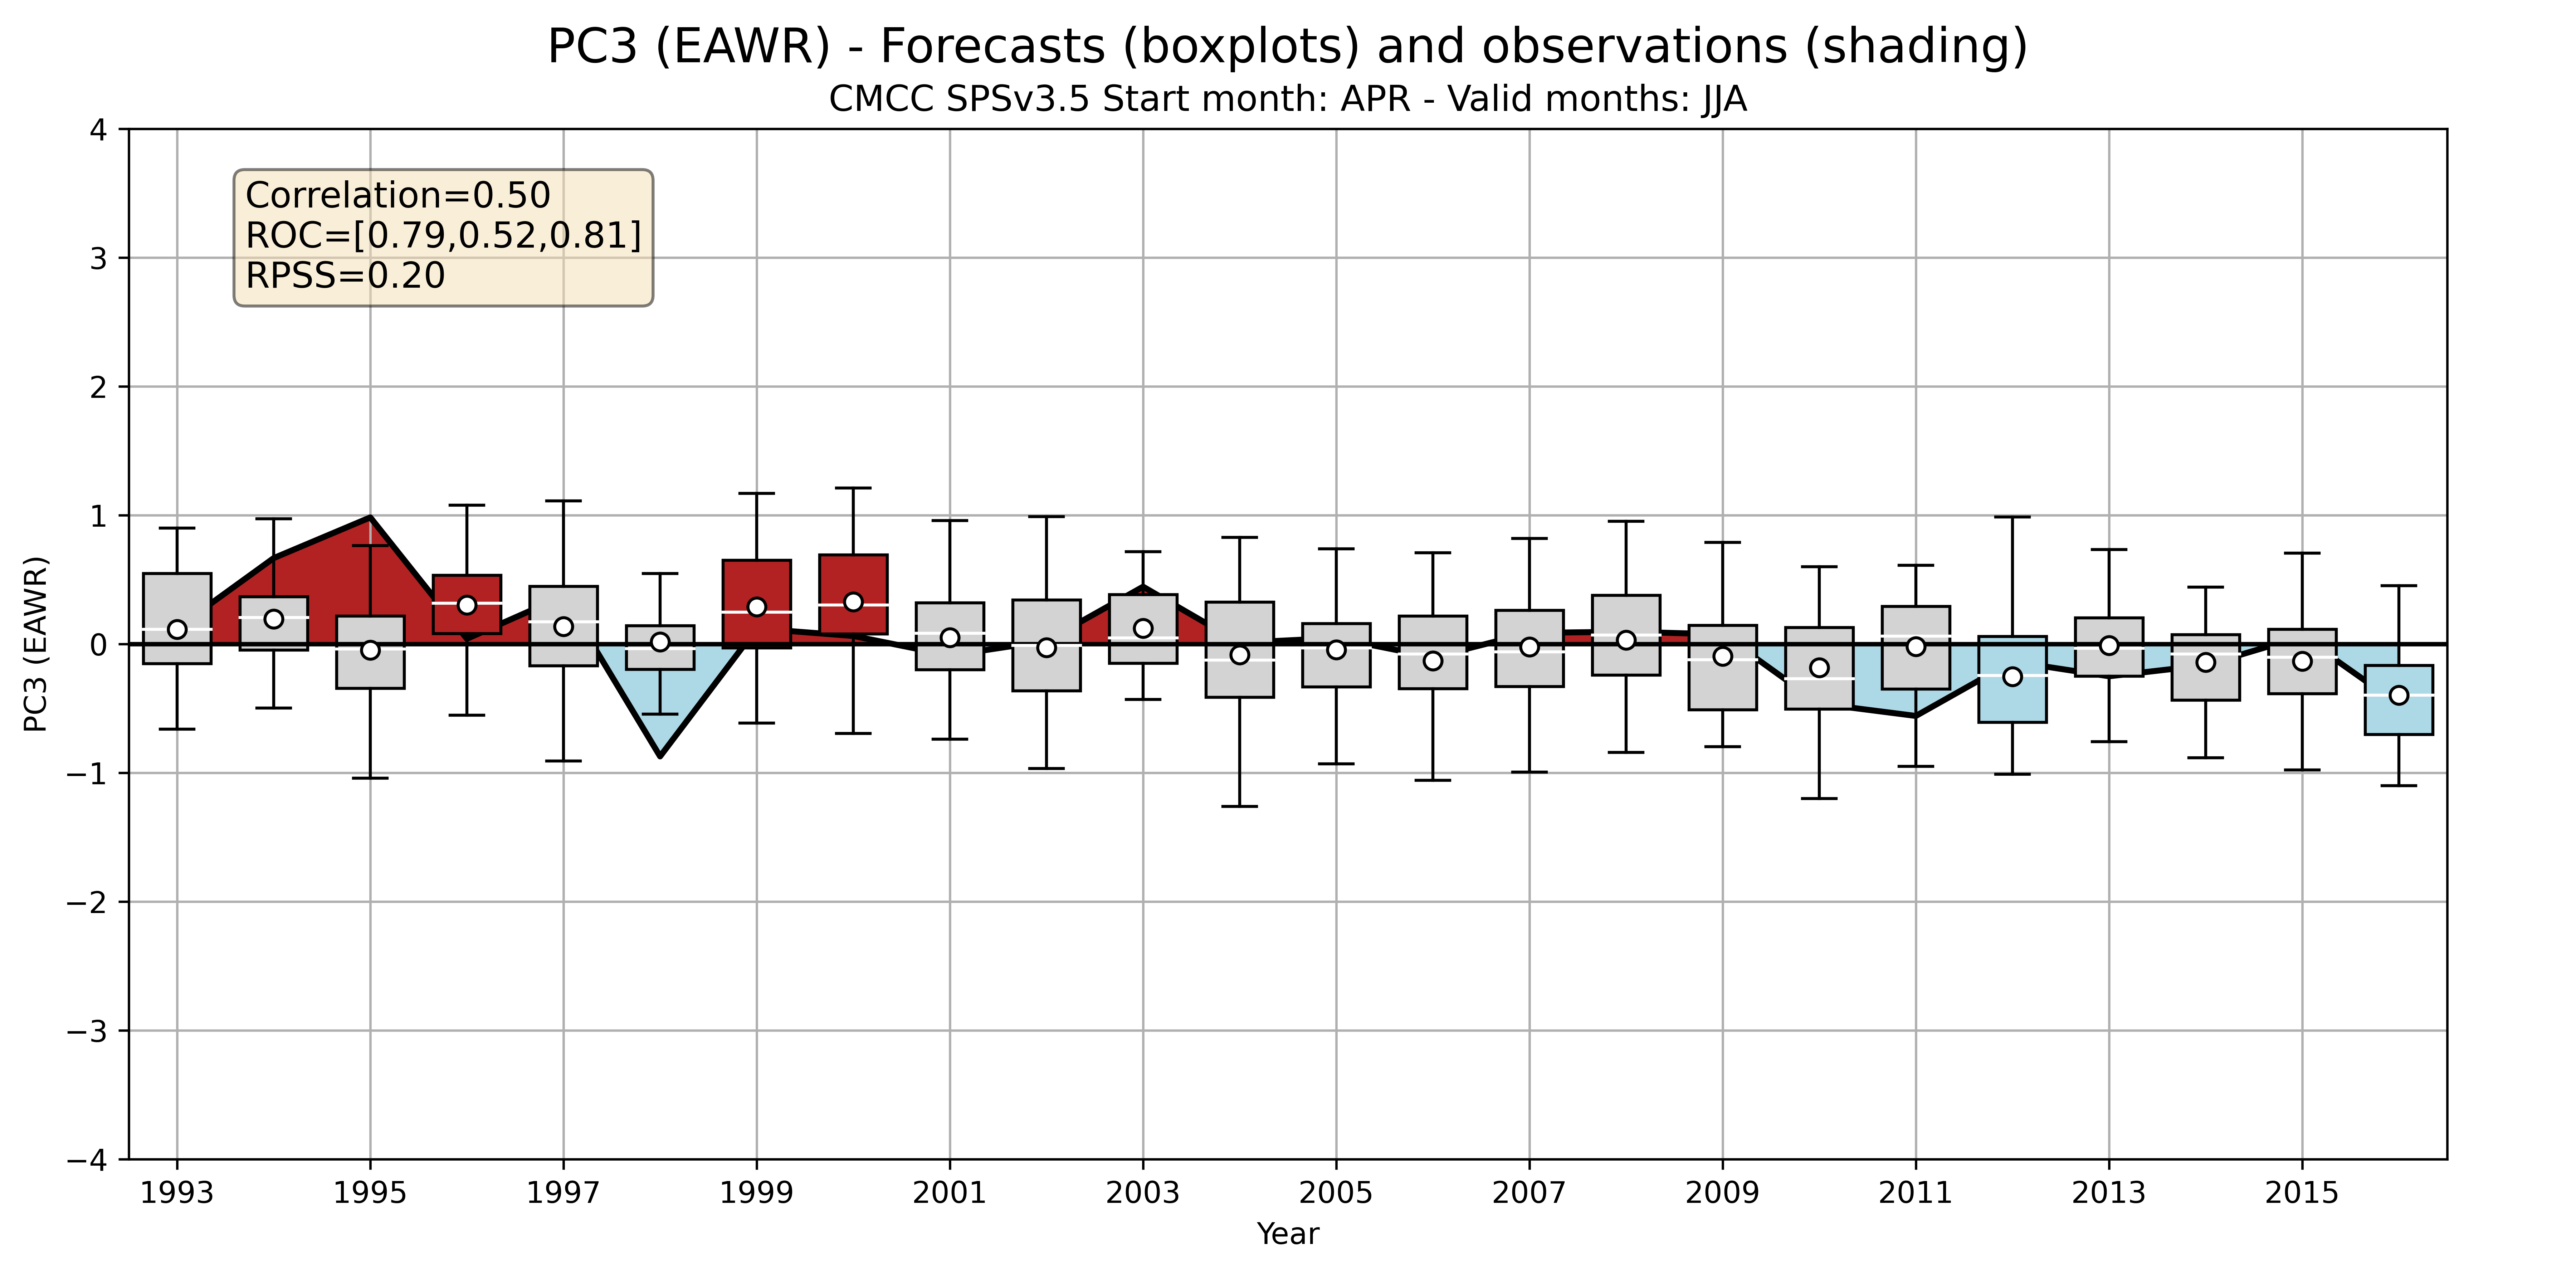 PC3 (EAWR) - Forecasts (boxplots) and observations (shading)
CMCC SPSv3.5 Start month: APR - Valid months: JJA
Correlation=0.50
ROC=[0.79,0.52,0.81]
RPSS=0.20
PC3 (EAWR)
4
3
2
1
0
−1
−2
−3
−4
1993 1995 1997 1999 2001 2003 2005 2007 2009 2011 2013 2015
Year